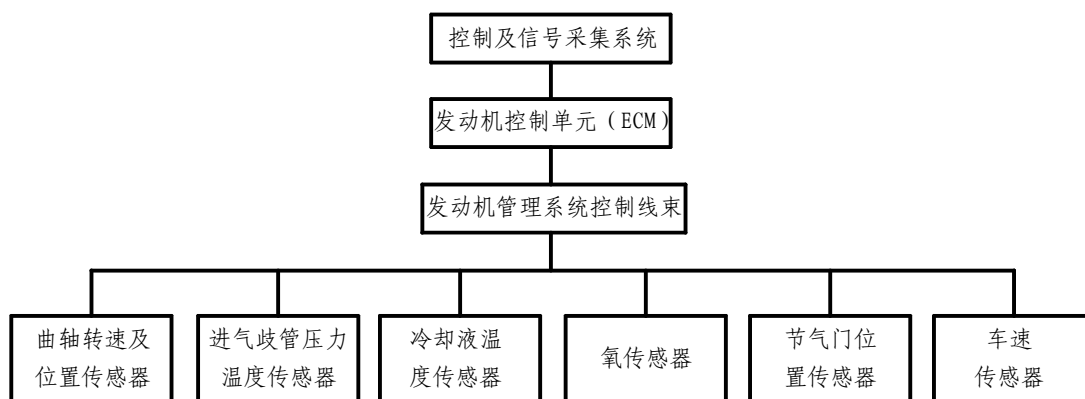 控制及信号采集系统
发动机控制单元（ECM）
发动机管理系统控制线束
曲轴转速及
位置传感器
进气歧管压力
温度传感器
冷却液温
度传感器
氧传感器
节气门位
置传感器
车速
传感器